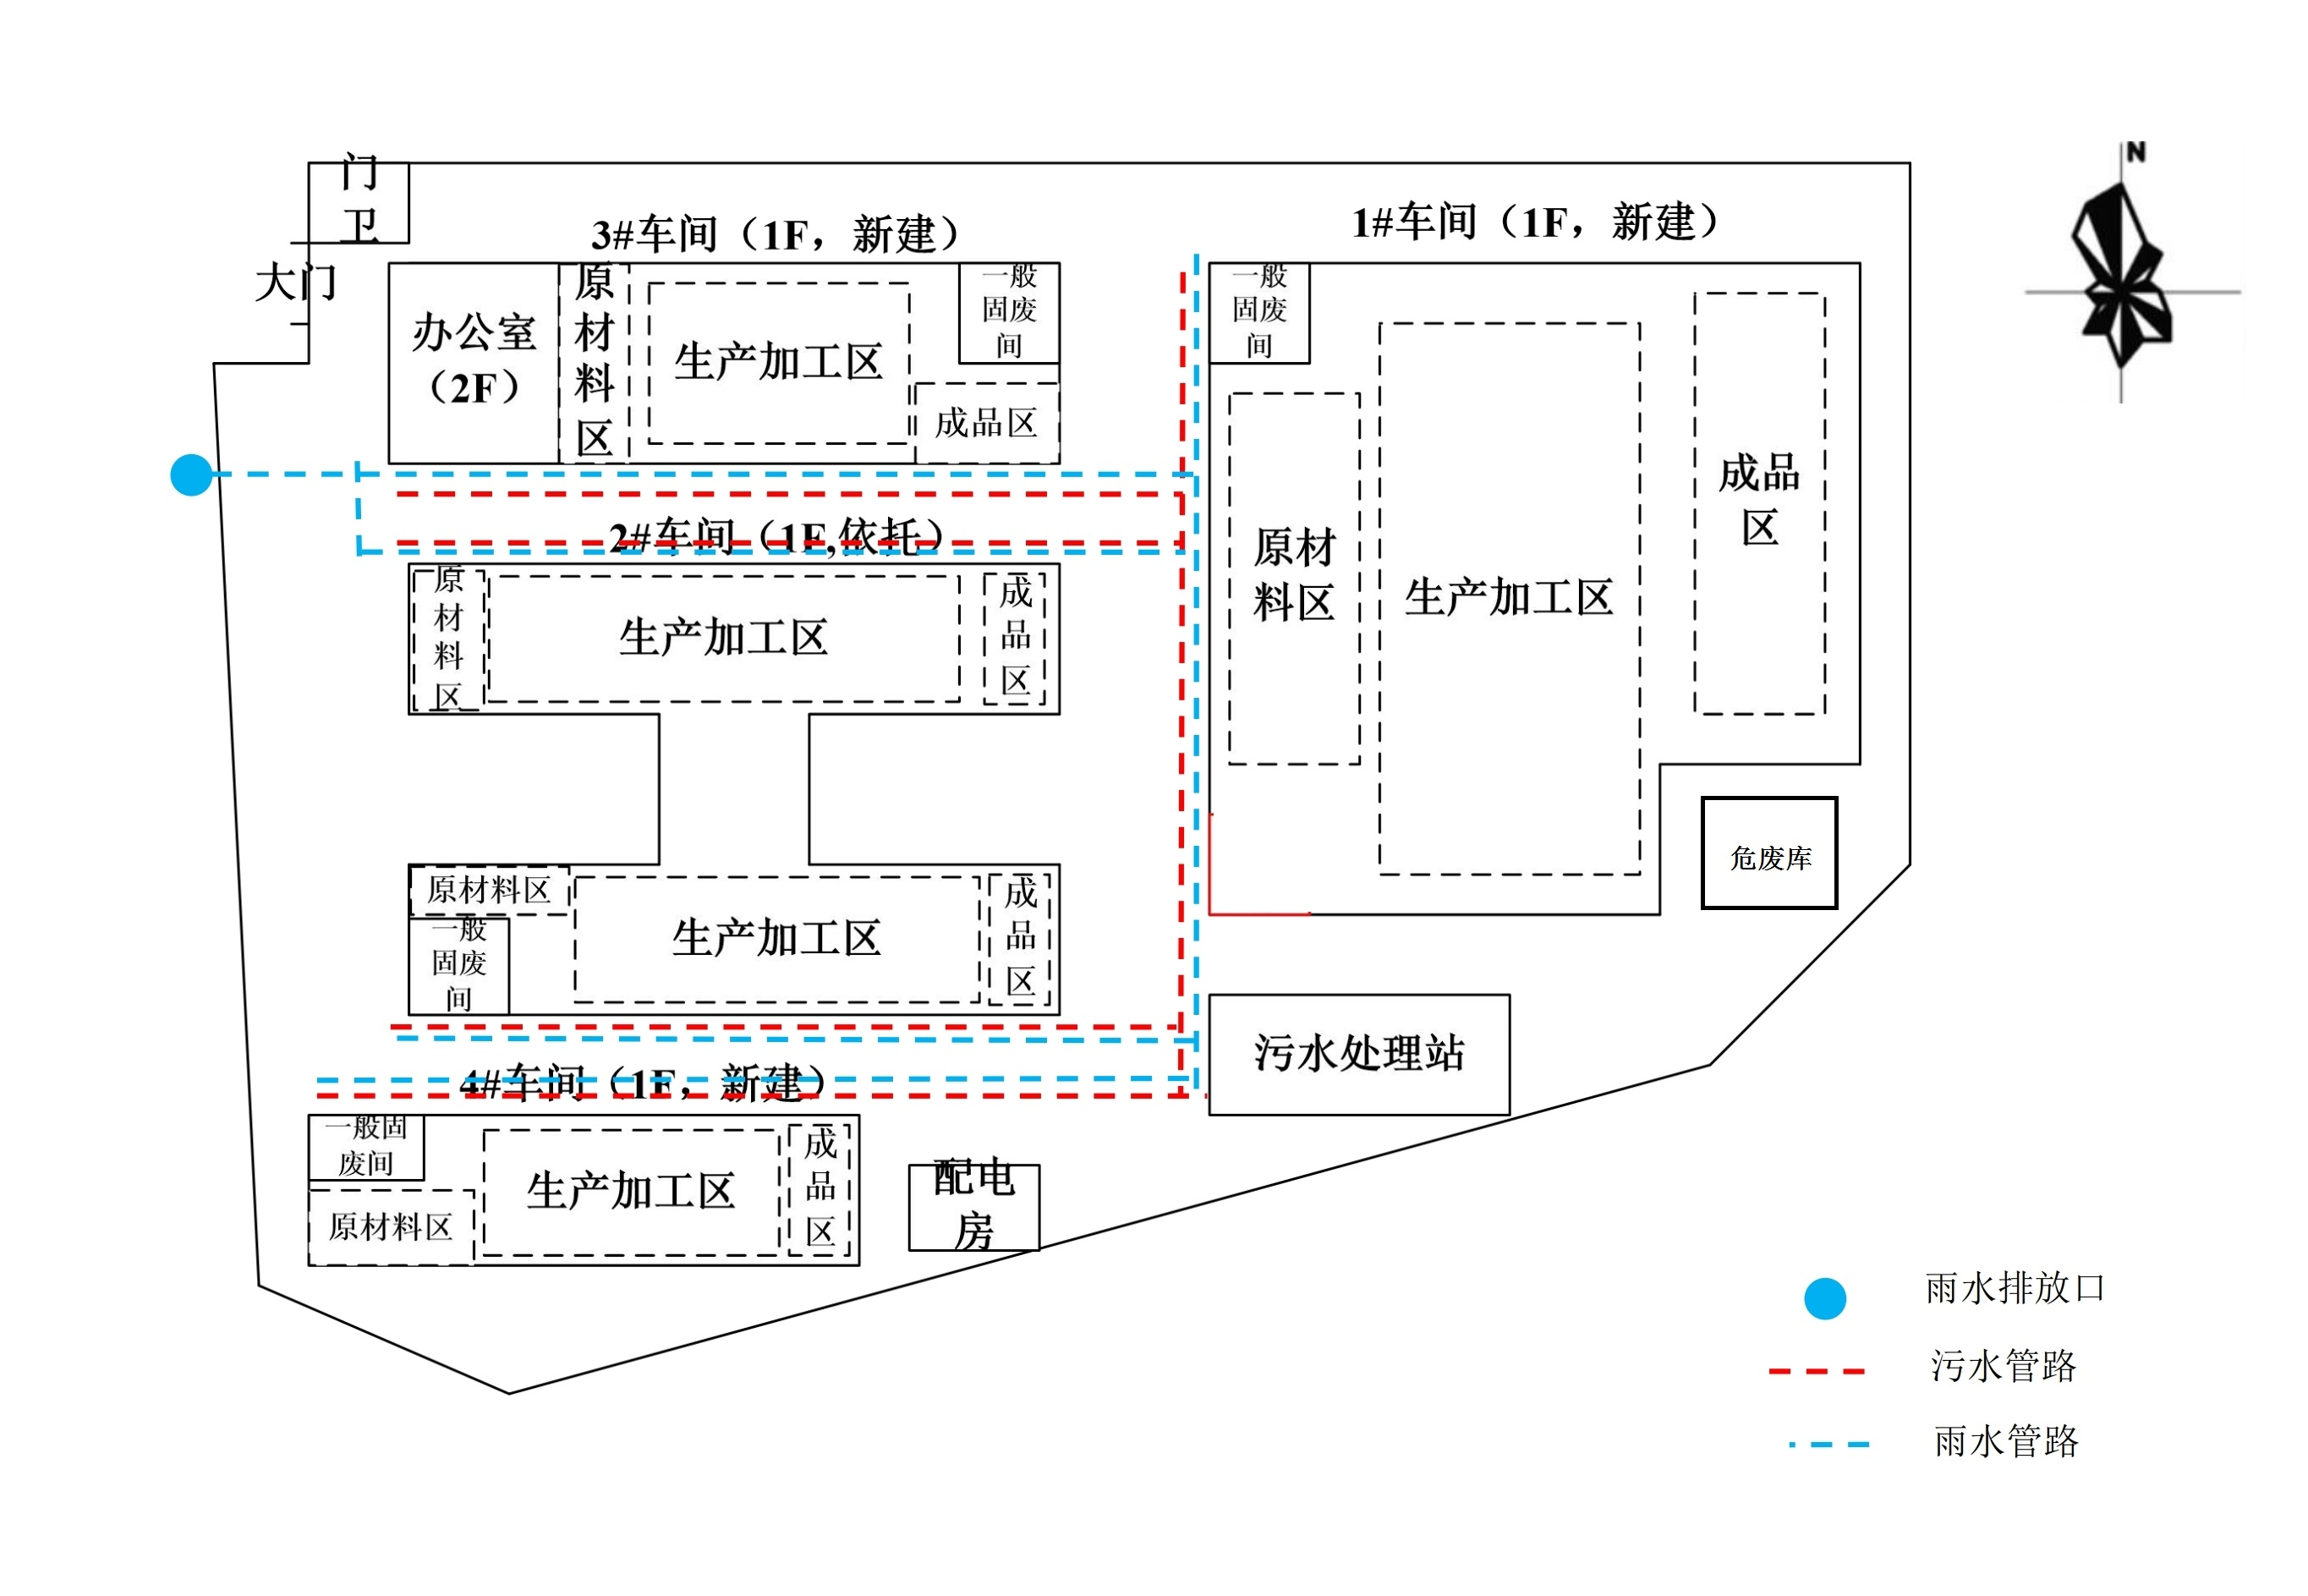 N
门
卫
大门
3#车间（1F，新建）
办公室
（2F）
原
材
料
区
生产加工区
一般
固废
间
成品区
1#车间（1F，新建）
一般
固废
间
原材
料区
生产加工区
成品
区
危废库
2#车间（1F,依托）
原
材
料
区
生产加工区
成
品
区
原材料区
一般
固废
间
生产加工区
成
品
区
污水处理站
4#车间（1F，新建）
一般固
废间
原材料区
生产加工区
成
品
区
配电
房
雨水排放口
污水管路
雨水管路